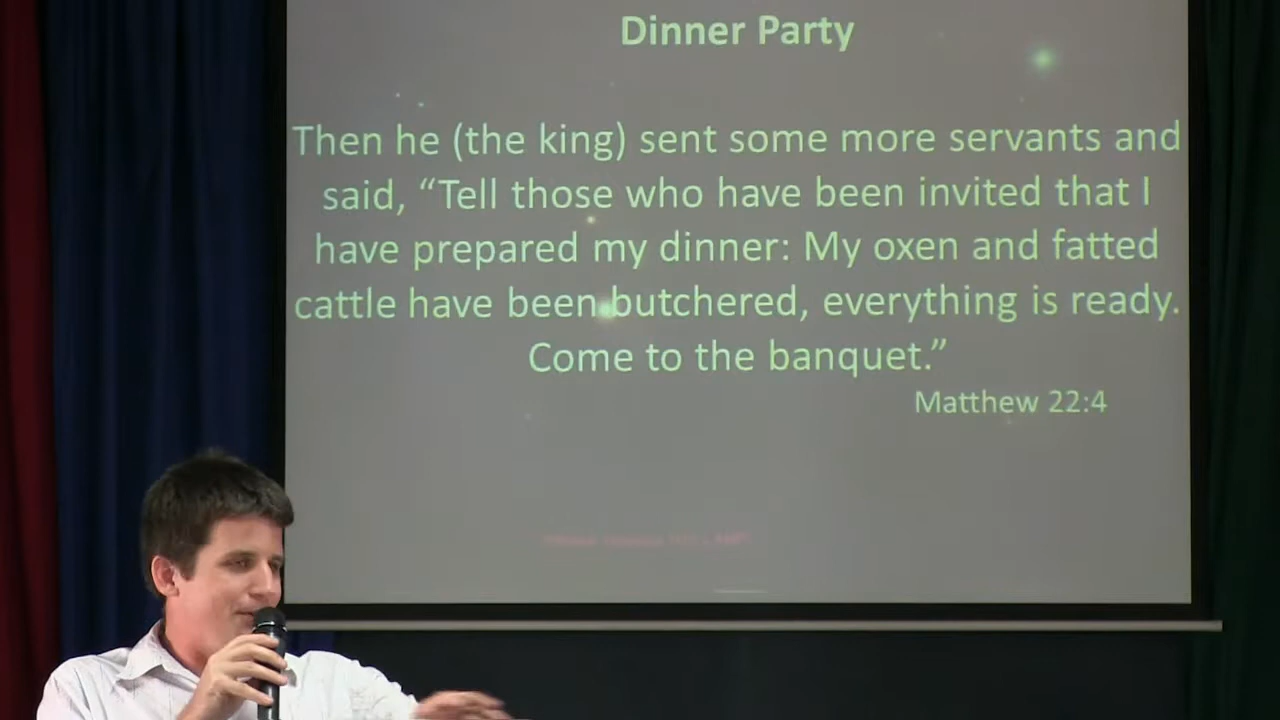 Dinner Party
Then he (the king) sent some more servants and
said, “Tell those who have been invited that I
have prepared my dinner: My oxen and fatted
cattle have been butchered, everything is ready.
Come to the banquet.”
Matthew 22:4